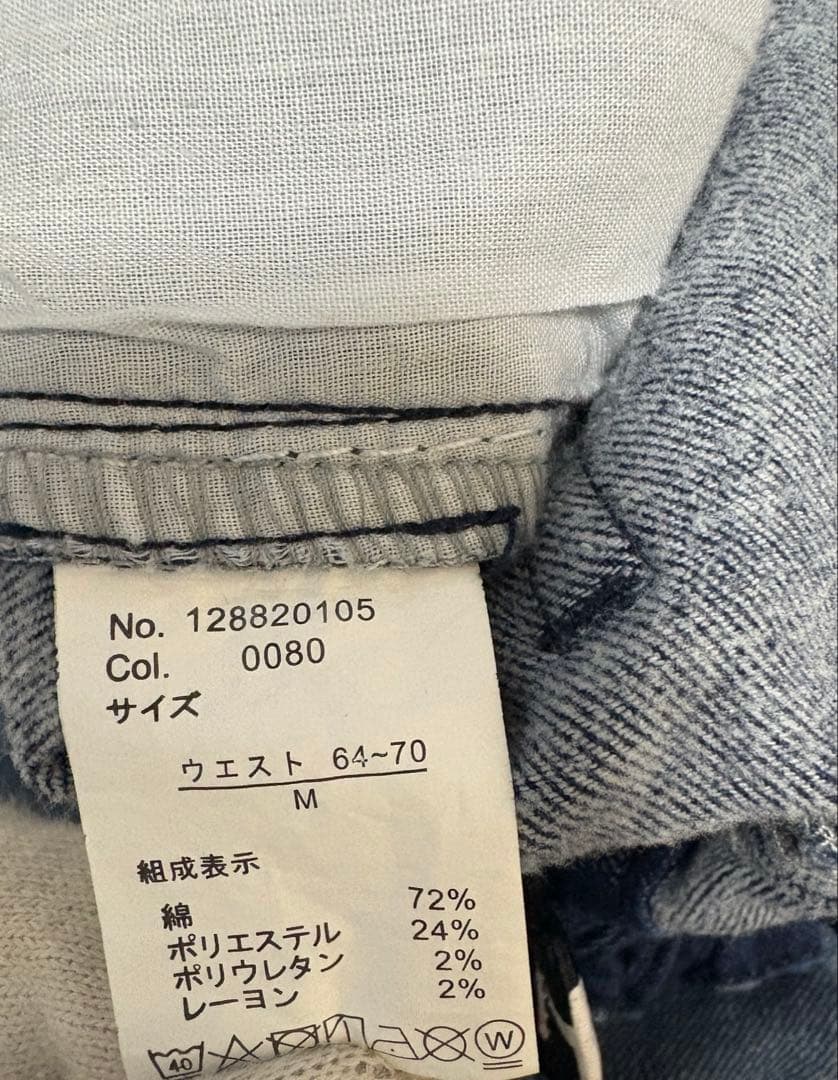 No. 128820105
Col. 0080
サイズ
ウエスト 64~70
M
組成表示
綿 72%
ポリエステル 24%
ポリウレタン 2%
レーヨン 2%
40 W